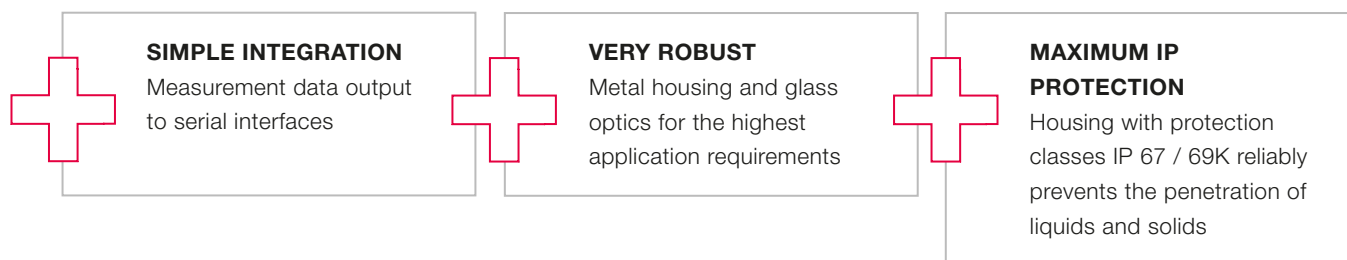 SIMPLE INTEGRATION
Measurement data output
to serial interfaces
VERY ROBUST
Metal housing and glass
optics for the highest
application requirements
MAXIMUM IP
PROTECTION
Housing with protection
classes IP 67 / 69K reliably
prevents the penetration of
liquids and solids